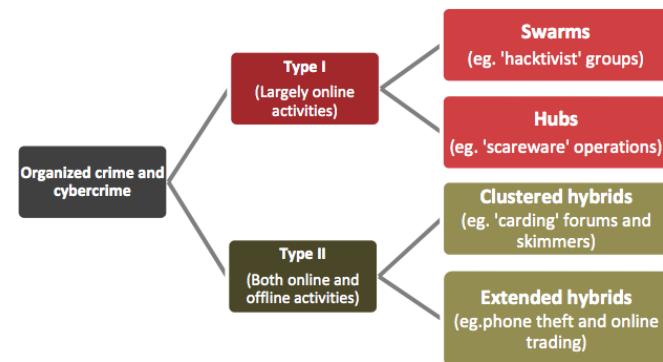 Organized crime and
cybercrime
Type I
(Largely online
activities)
Swarms
(eg. 'hacktivist' groups)
Hubs
(eg. 'scareware' operations)
Type II
(Both online and
offline activities)
Clustered hybrids
(eg. 'carding' forums and
skimmers)
Extended hybrids
(eg.phone theft and online
trading)